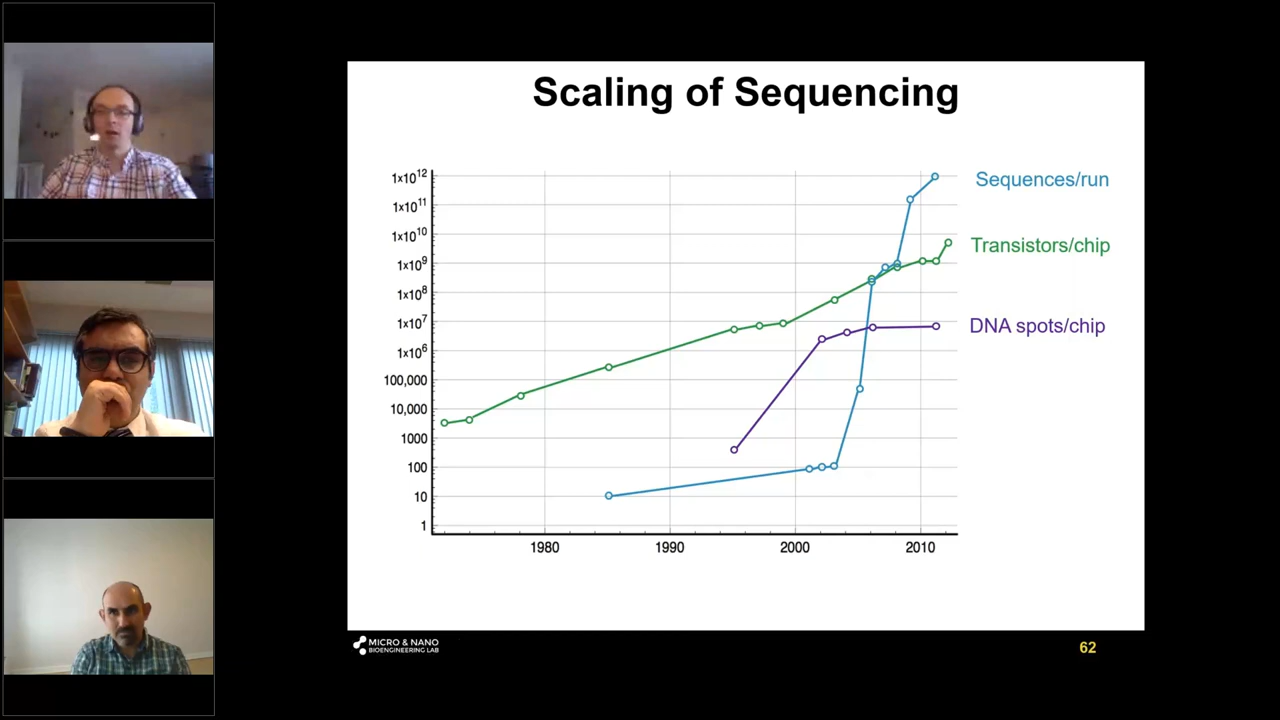 Scaling of Sequencing
1x10¹²
1x10¹¹
1x10¹⁰
1x10⁹
1x10⁸
1x10⁷
1x10⁶
100,000
10,000
1000
100
10
1
1980
1990
2000
2010
Sequences/run
Transistors/chip
DNA spots/chip
MICRO & NANO
BIOENGINEERING LAB
62